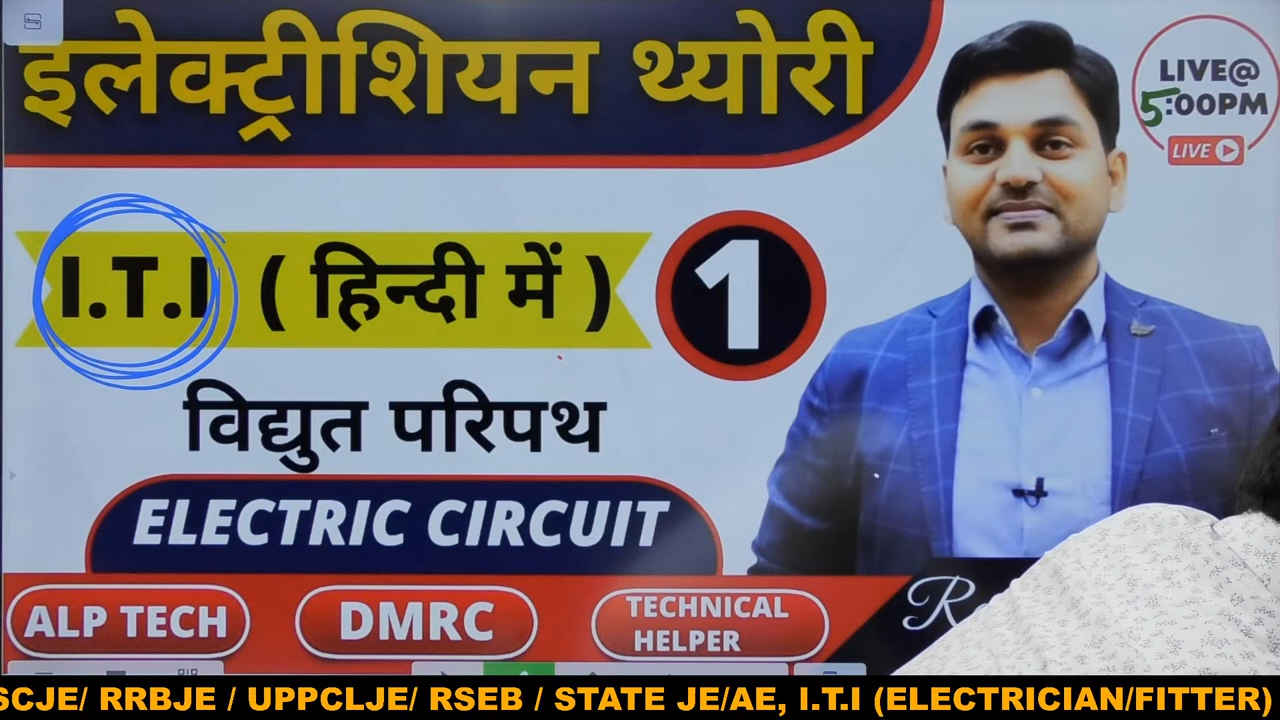 इलेक्ट्रीशियन थ्योरी
LIVE@
5:00PM
LIVE
I.T.I ( हिन्दी में )
1
विद्युत परिपथ
ELECTRIC CIRCUIT
ALP TECH
DMRC
TECHNICAL
HELPER
/ RRBJE / UPPCLJE/ RSEB / STATE JE/AE, I.T.I (ELECTRICIAN/FITTER)